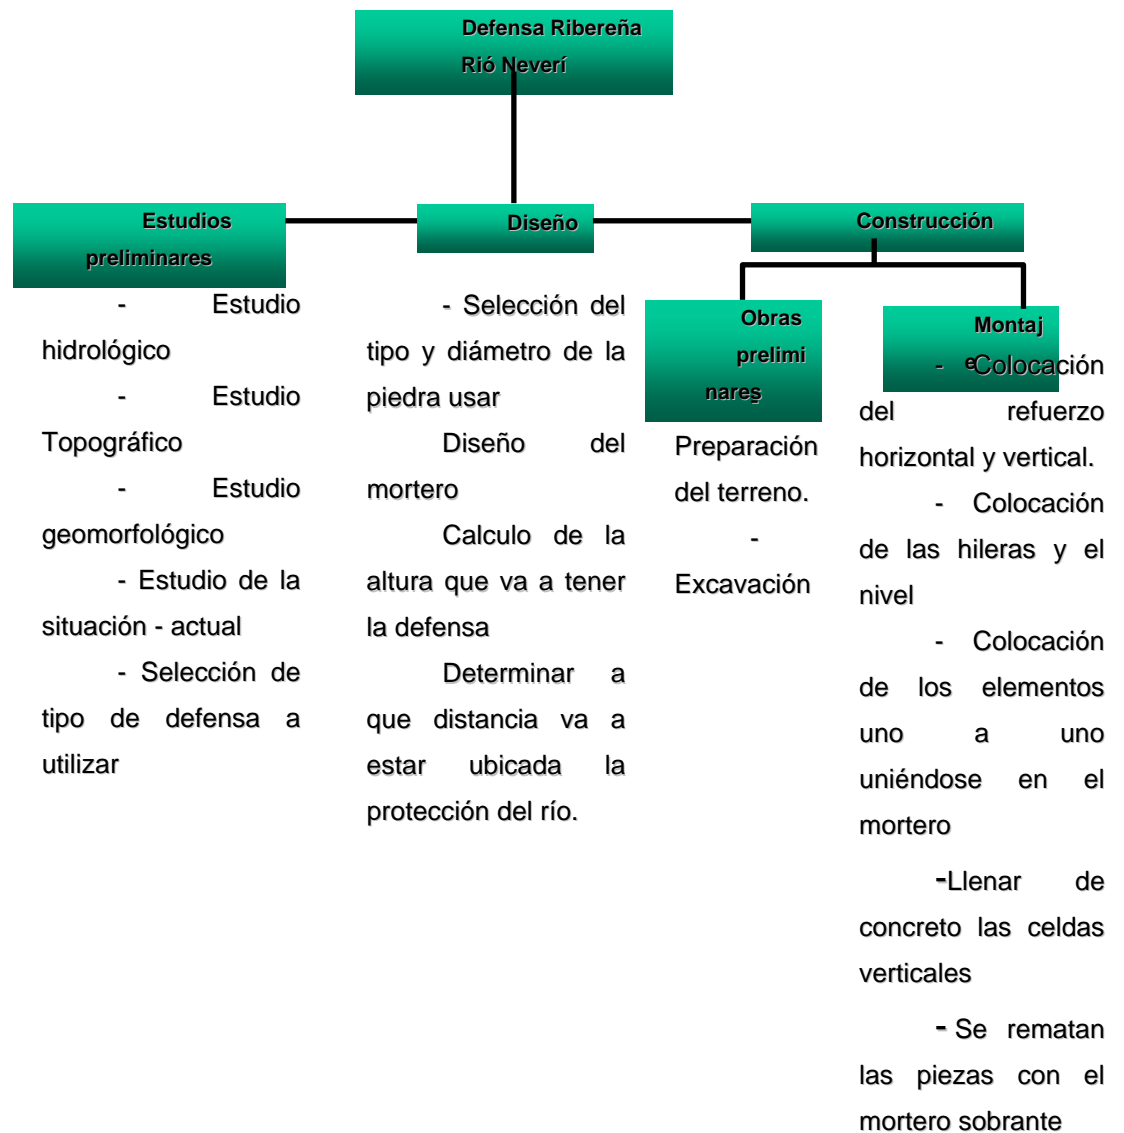 Defensa Ribereña
Rió Neverí
Estudios
preliminares
- Estudio
hidrológico
- Estudio
Topográfico
- Estudio
geomorfológico
- Estudio de la
situación - actual
- Selección de
tipo de defensa a
utilizar
Diseño
- Selección del
tipo y diámetro de la
piedra usar
Diseño del
mortero
Calculo de la
altura que va a tener
la defensa
Determinar a
que distancia va a
estar ubicada la
protección del río.
Construcción
Obras
prelimi
nares
-
Preparación
del terreno.
-
Excavación
Montaj
e
- Colocación
del refuerzo
horizontal y vertical.
- Colocación
de las hileras y el
nivel
- Colocación
de los elementos
uno a uno
uniéndose en el
mortero
-Llenar de
concreto las celdas
verticales
- Se rematan
las piezas con el
mortero sobrante